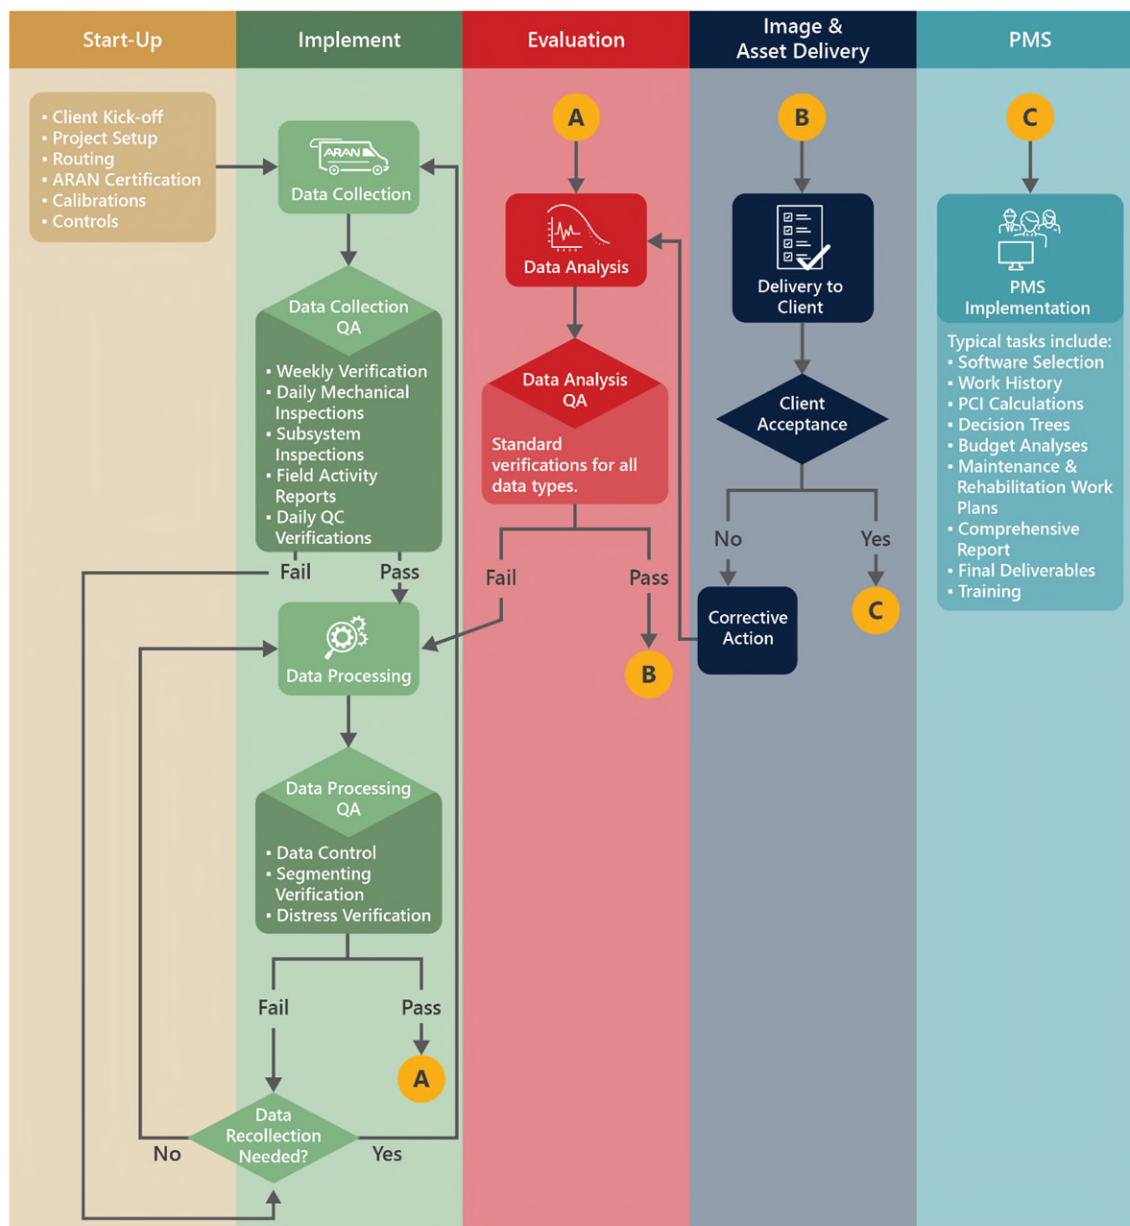 Start-Up
Implement
Evaluation
Image &
Asset Delivery
PMS
▪ Client Kick-off
▪ Project Setup
▪ Routing
▪ ARAN Certification
▪ Calibrations
▪ Controls
ARAN
Data Collection
Data Collection
QA
▪ Weekly Verification
▪ Daily Mechanical
Inspections
▪ Subsystem
Inspections
▪ Field Activity
Reports
▪ Daily QC
Verifications
Fail
Pass
Data Processing
Data Processing
QA
▪ Data Control
▪ Segmenting
Verification
▪ Distress Verification
Fail
Pass
A
Data
Recollection
Needed?
No
Yes
A
Data Analysis
Data Analysis
QA
Standard
verifications for all
data types.
Fail
Pass
B
B
Delivery to
Client
Client
Acceptance
No
Yes
Corrective
Action
C
C
PMS
Implementation
Typical tasks include:
▪ Software Selection
▪ Work History
▪ PCI Calculations
▪ Decision Trees
▪ Budget Analyses
▪ Maintenance &
Rehabilitation Work
Plans
▪ Comprehensive
Report
▪ Final Deliverables
▪ Training